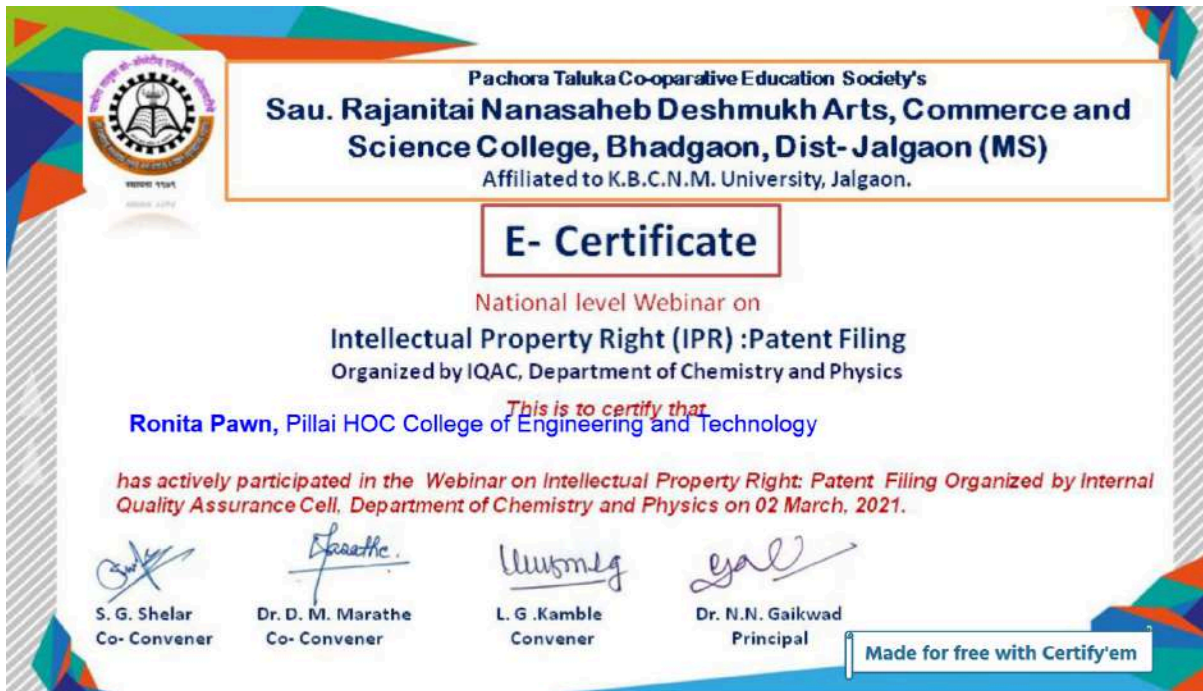 Pachora Taluka Co-oparative Education Society's
Sau. Rajanitai Nanasaheb Deshmukh Arts, Commerce and
Science College, Bhadgaon, Dist- Jalgaon (MS)
Affiliated to K.B.C.N.M. University, Jalgaon.
स्थापना १९७९
E- Certificate
National level Webinar on
Intellectual Property Right (IPR) :Patent Filing
Organized by IQAC, Department of Chemistry and Physics
This is to certify that
Ronita Pawn, Pillai HOC College of Engineering and Technology
has actively participated in the Webinar on Intellectual Property Right: Patent Filing Organized by Internal
Quality Assurance Cell, Department of Chemistry and Physics on 02 March, 2021.
Marathe.
S. G. Shelar
Co- Convener
Dr. D. M. Marathe
Co- Convener
L. G .Kamble
Convener
Dr. N.N. Gaikwad
Principal
Made for free with Certify'em